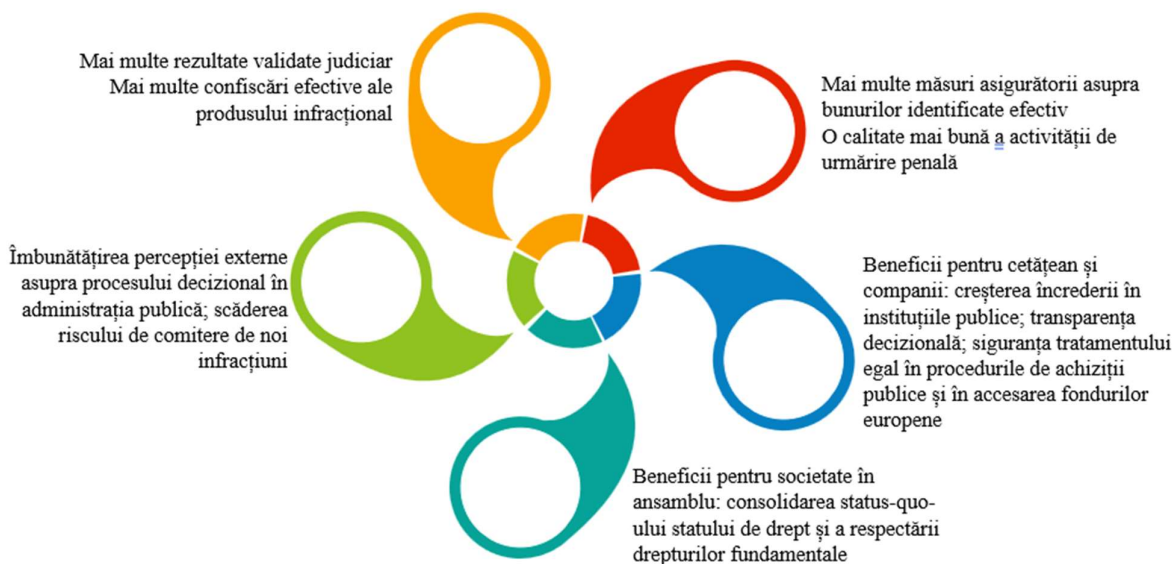 Mai multe rezultate validate judiciar
Mai multe confiscări efective ale
produsului infracțional
Mai multe măsuri asigurătorii asupra
bunurilor identificate efectiv
O calitate mai bună a activității de
urmărire penală
Îmbunătățirea percepției externe
asupra procesului decizional în
administrația publică; scăderea
riscului de comitere de noi
infracțiuni
Beneficii pentru cetățean și
companii: creșterea încrederii în
instituțiile publice; transparența
decizională; siguranța tratamentului
egal în procedurile de achiziții
publice și în accesarea fondurilor
europene
Beneficii pentru societate în
ansamblu: consolidarea status-quo-
ului statului de drept și a respectării
drepturilor fundamentale